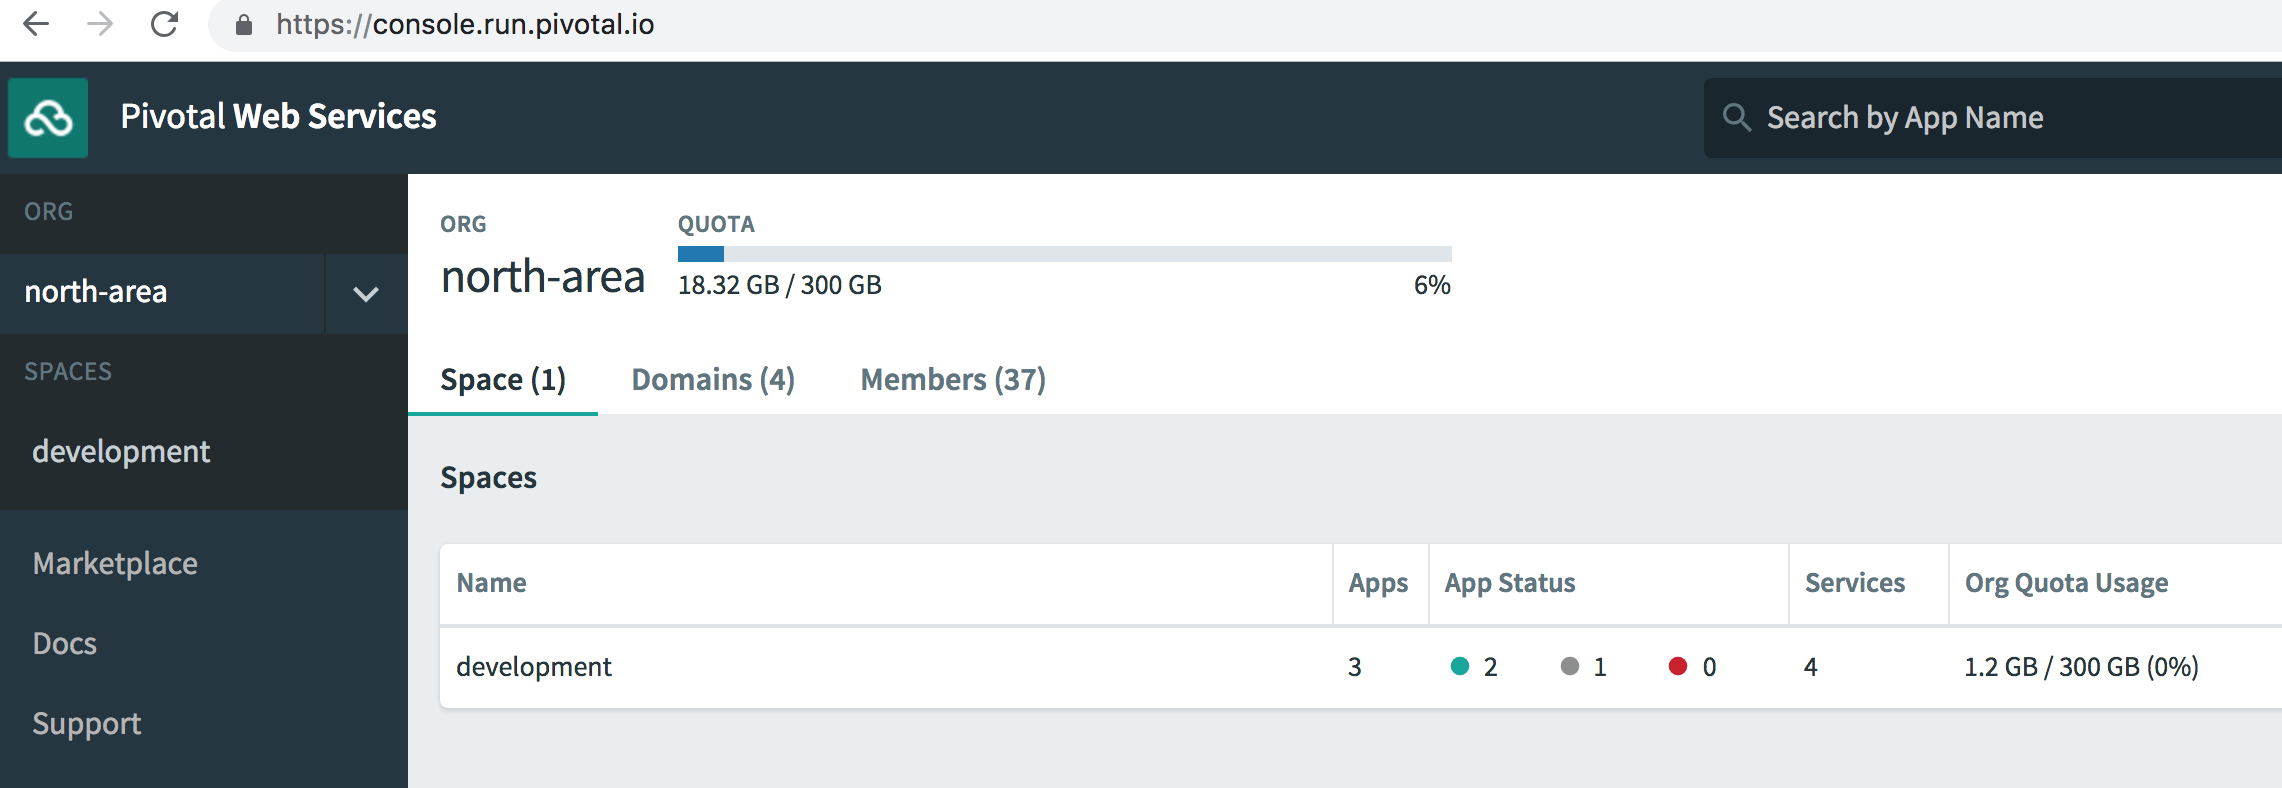 https://console.run.pivotal.io
Pivotal Web Services
Search by App Name
ORG
north-area
SPACES
development
Marketplace
Docs
Support
ORG
north-area
QUOTA
18.32 GB / 300 GB
6%
Space (1) Domains (4) Members (37)
Spaces
Name Apps App Status Services Org Quota Usage
development 3 2 1 0 4 1.2 GB / 300 GB (0%)